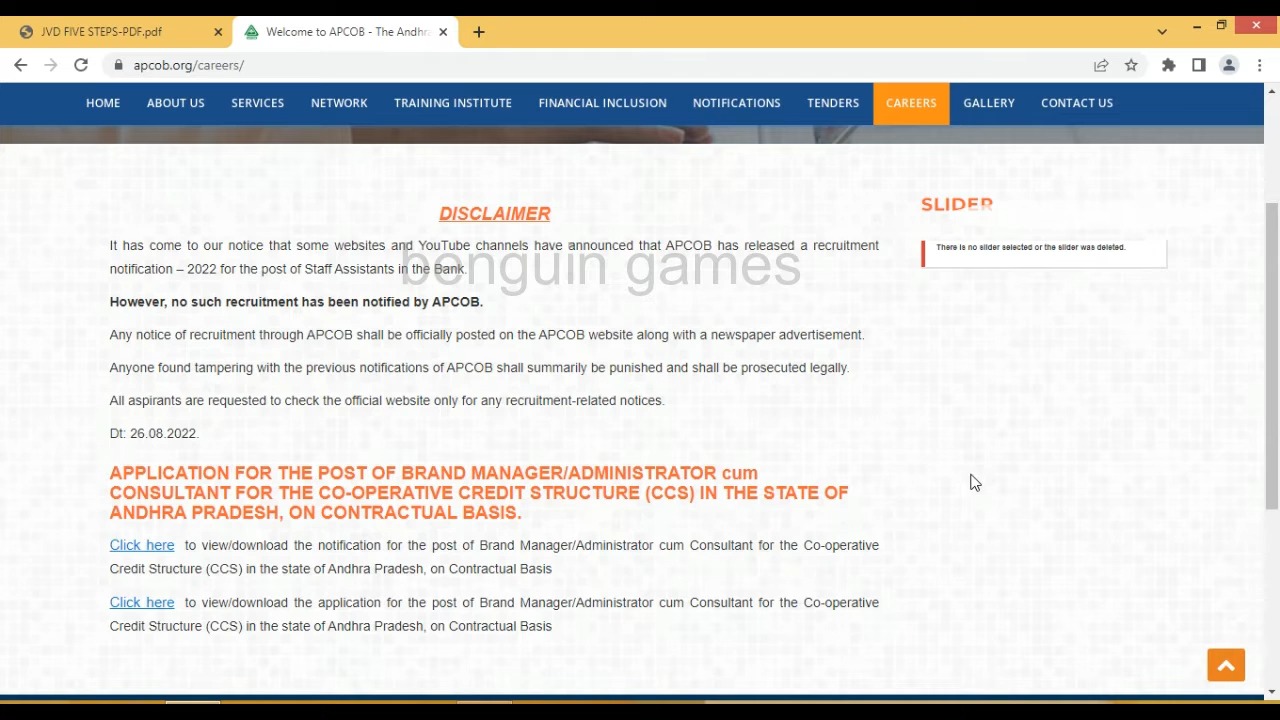 JVD FIVE STEPS-PDF.pdf
Welcome to APCOB - The Andhra
apcob.org/careers/
HOME ABOUT US SERVICES NETWORK TRAINING INSTITUTE FINANCIAL INCLUSION NOTIFICATIONS TENDERS CAREERS GALLERY CONTACT US
DISCLAIMER
It has come to our notice that some websites and YouTube channels have announced that APCOB has released a recruitment
notification – 2022 for the post of Staff Assistants in the Bank.
benguin games
However, no such recruitment has been notified by APCOB.
Any notice of recruitment through APCOB shall be officially posted on the APCOB website along with a newspaper advertisement.
Anyone found tampering with the previous notifications of APCOB shall summarily be punished and shall be prosecuted legally.
All aspirants are requested to check the official website only for any recruitment-related notices.
Dt: 26.08.2022.
APPLICATION FOR THE POST OF BRAND MANAGER/ADMINISTRATOR cum
CONSULTANT FOR THE CO-OPERATIVE CREDIT STRUCTURE (CCS) IN THE STATE OF
ANDHRA PRADESH, ON CONTRACTUAL BASIS.
Click here to view/download the notification for the post of Brand Manager/Administrator cum Consultant for the Co-operative
Credit Structure (CCS) in the state of Andhra Pradesh, on Contractual Basis
Click here to view/download the application for the post of Brand Manager/Administrator cum Consultant for the Co-operative
Credit Structure (CCS) in the state of Andhra Pradesh, on Contractual Basis
SLIDER
There is no slider selected or the slider was deleted.